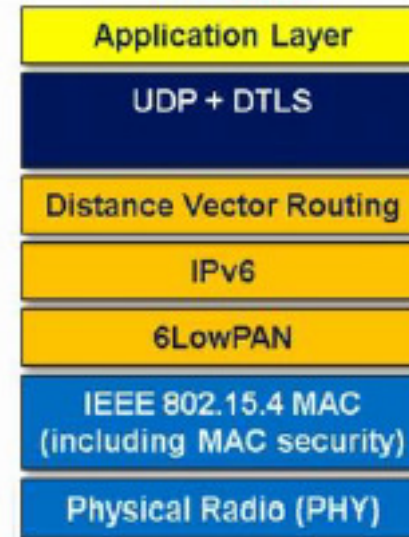 Application Layer
UDP + DTLS
Distance Vector Routing
IPv6
6LowPAN
IEEE 802.15.4 MAC
(including MAC security)
Physical Radio (PHY)